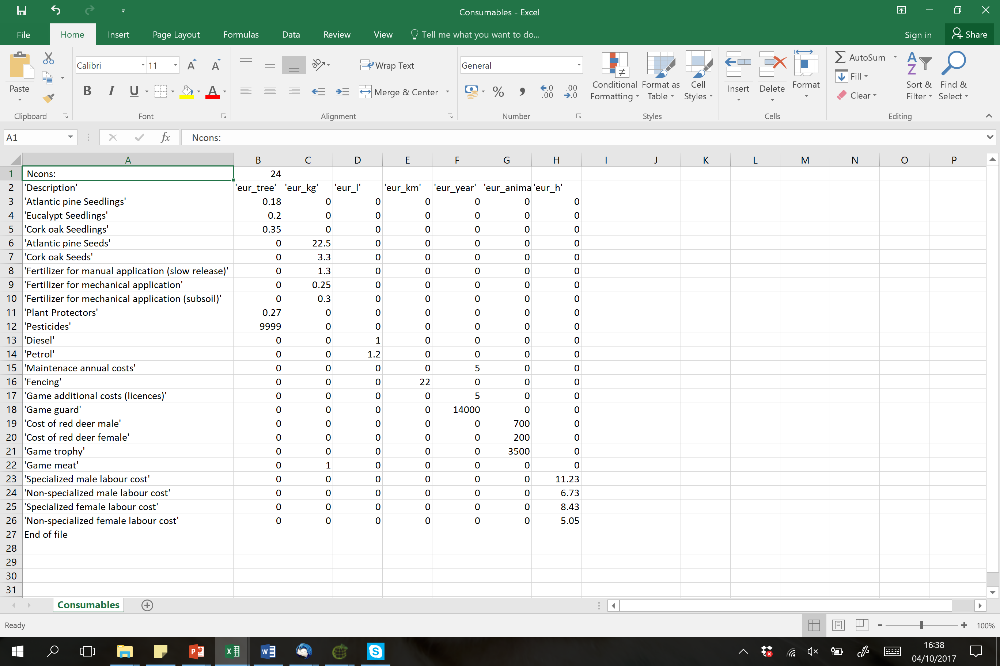 Consumables - Excel
File Home Insert Page Layout Formulas Data Review View Tell me what you want to do... Sign in Share
Paste
Clipboard
Calibri 11 A A
B I U A
Font
Wrap Text
Merge & Center
Alignment
General
% , .0 .00 .00 .0
Number
Conditional Formatting
Format as Table
Cell Styles
Styles
Insert Delete Format
Cells
AutoSum
Fill
Clear
Sort & Filter
Find & Select
Editing
A1 fx Ncons:
A B C D E F G H I J K L M N O P
1 Ncons: 24
2 'Description' 'eur_tree' 'eur_kg' 'eur_l' 'eur_km' 'eur_year' 'eur_anima 'eur_h'
3 'Atlantic pine Seedlings' 0.18 0 0 0 0 0 0
4 'Eucalypt Seedlings' 0.2 0 0 0 0 0 0
5 'Cork oak Seedlings' 0.35 0 0 0 0 0 0
6 'Atlantic pine Seeds' 0 22.5 0 0 0 0 0
7 'Cork oak Seeds' 0 3.3 0 0 0 0 0
8 'Fertilizer for manual application (slow release)' 0 1.3 0 0 0 0 0
9 'Fertilizer for mechanical application' 0 0.25 0 0 0 0 0
10 'Fertilizer for mechanical application (subsoil)' 0 0.3 0 0 0 0 0
11 'Plant Protectors' 0.27 0 0 0 0 0 0
12 'Pesticides' 9999 0 0 0 0 0 0
13 'Diesel' 0 0 1 0 0 0 0
14 'Petrol' 0 0 1.2 0 0 0 0
15 'Maintenace annual costs' 0 0 0 0 5 0 0
16 'Fencing' 0 0 0 22 0 0 0
17 'Game additional costs (licences)' 0 0 0 0 5 0 0
18 'Game guard' 0 0 0 0 14000 0 0
19 'Cost of red deer male' 0 0 0 0 0 700 0
20 'Cost of red deer female' 0 0 0 0 0 200 0
21 'Game trophy' 0 0 0 0 0 3500 0
22 'Game meat' 0 1 0 0 0 0 0
23 'Specialized male labour cost' 0 0 0 0 0 0 11.23
24 'Non-specialized male labour cost' 0 0 0 0 0 0 6.73
25 'Specialized female labour cost' 0 0 0 0 0 0 8.43
26 'Non-specialized female labour cost' 0 0 0 0 0 0 5.05
27 End of file
28
29
30
31
Consumables
Ready 100%
16:38
04/10/2017